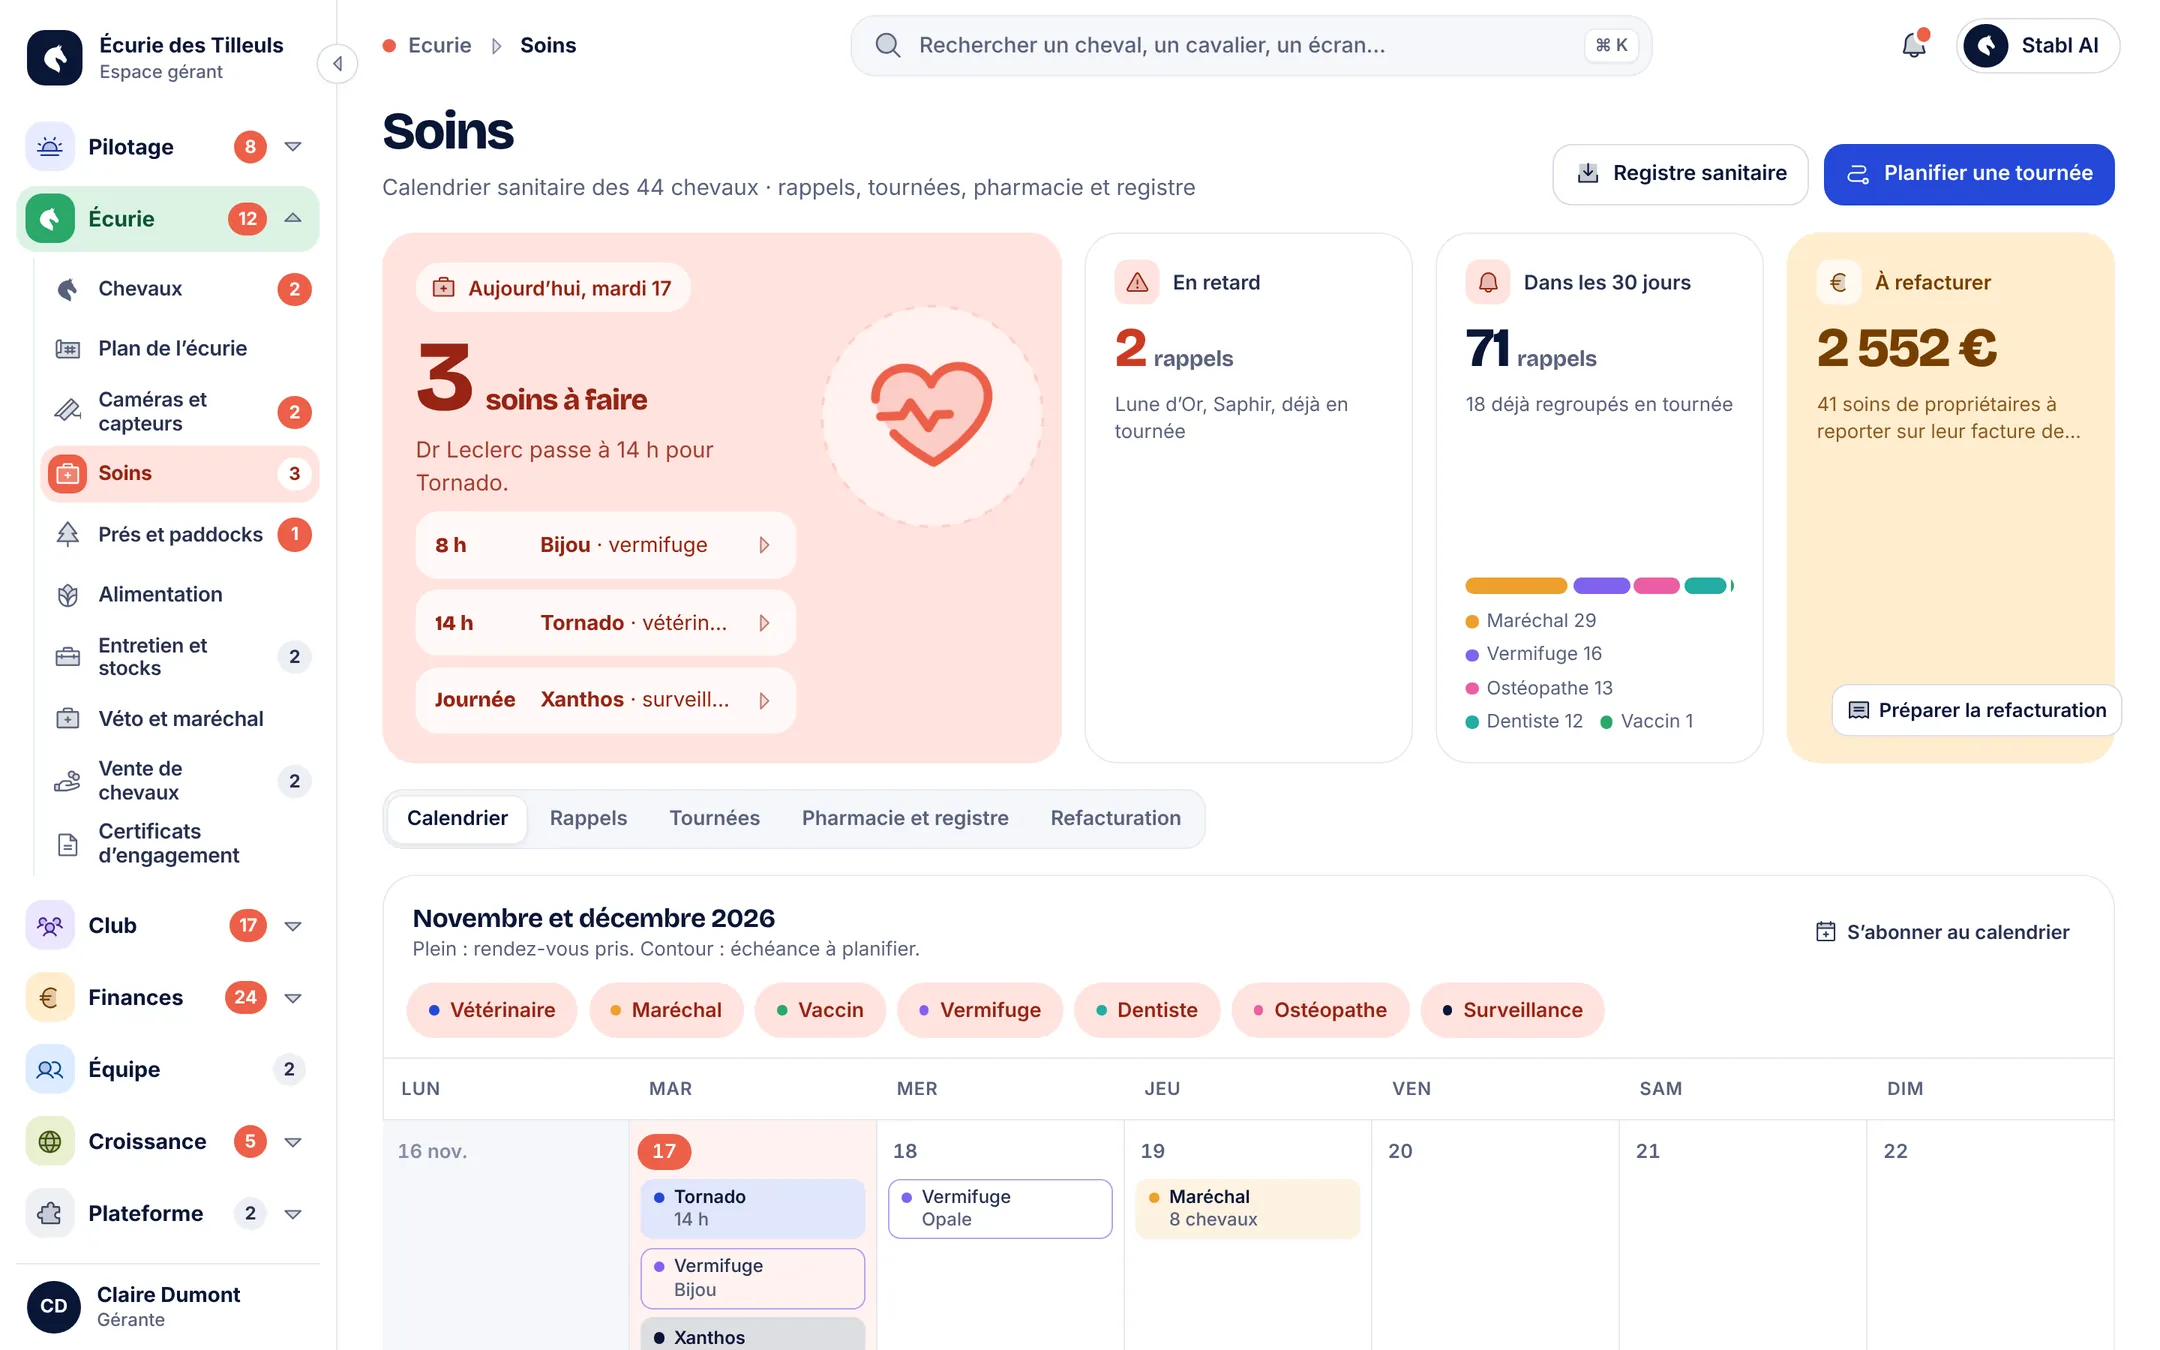 Écurie des Tilleuls
Espace gérant
Pilotage
8
Écurie
12
Chevaux
2
Plan de l’écurie
Caméras et
capteurs
2
Soins
3
Prés et paddocks
1
Alimentation
Entretien et
stocks
2
Véto et maréchal
Vente de
chevaux
2
Certificats
d’engagement
Club
17
Finances
24
Équipe
2
Croissance
5
Plateforme
2
CD
Claire Dumont
Gérante
Ecurie
Soins
Rechercher un cheval, un cavalier, un écran...
⌘ K
Stabl AI
Soins
Calendrier sanitaire des 44 chevaux · rappels, tournées, pharmacie et registre
Registre sanitaire
Planifier une tournée
Aujourd’hui, mardi 17
3 soins à faire
Dr Leclerc passe à 14 h pour
Tornado.
8 h Bijou · vermifuge
14 h Tornado · vétérin...
Journée Xanthos · surveill...
En retard
2 rappels
Lune d’Or, Saphir, déjà en
tournée
Dans les 30 jours
71 rappels
18 déjà regroupés en tournée
Maréchal 29
Vermifuge 16
Ostéopathe 13
Dentiste 12 Vaccin 1
€ À refacturer
2 552 €
41 soins de propriétaires à
reporter sur leur facture de...
Préparer la refacturation
Calendrier
Rappels
Tournées
Pharmacie et registre
Refacturation
Novembre et décembre 2026
Plein : rendez-vous pris. Contour : échéance à planifier.
S’abonner au calendrier
Vétérinaire
Maréchal
Vaccin
Vermifuge
Dentiste
Ostéopathe
Surveillance
LUN MAR MER JEU VEN SAM DIM
16 nov. 17 18 19 20 21 22
Tornado
14 h
Vermifuge
Bijou
Xanthos
Vermifuge
Opale
Maréchal
8 chevaux